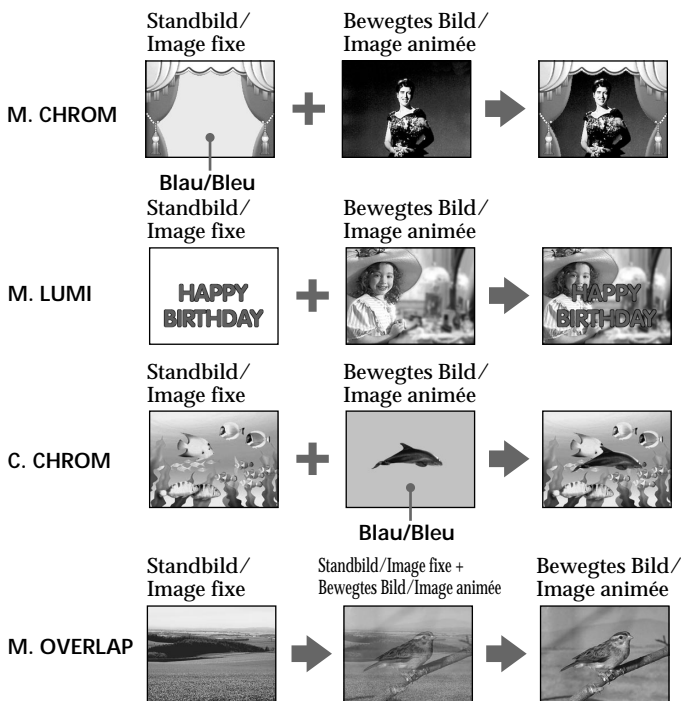 Standbild/
Image fixe
Bewegtes Bild/
Image animée
M. CHROM
Blau/Bleu
Standbild/
Image fixe
Bewegtes Bild/
Image animée
M. LUMI
HAPPY
BIRTHDAY
HAPPY
BIRTHDAY
Standbild/
Image fixe
Bewegtes Bild/
Image animée
C. CHROM
Blau/Bleu
Standbild/
Image fixe
Standbild/Image fixe +
Bewegtes Bild/Image animée
Bewegtes Bild/
Image animée
M. OVERLAP